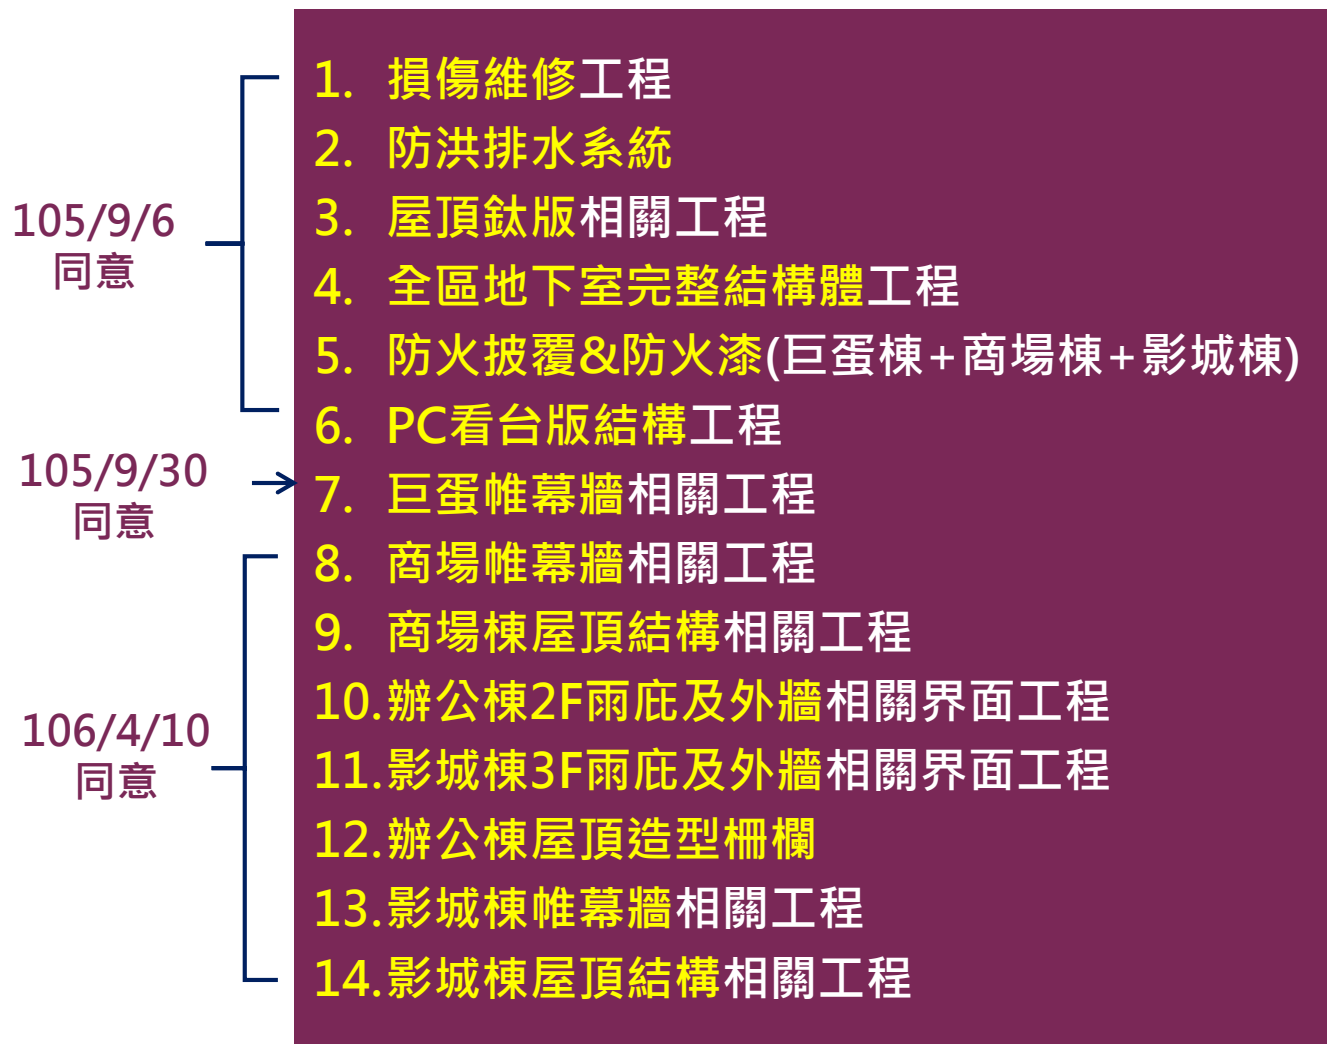 105/9/6
同意
1. 損傷維修工程
2. 防洪排水系統
3. 屋頂鈦版相關工程
4. 全區地下室完整結構體工程
5. 防火披覆&防火漆(巨蛋棟+商場棟+影城棟)
6. PC看台版結構工程
105/9/30
同意
7. 巨蛋帷幕牆相關工程
106/4/10
同意
8. 商場帷幕牆相關工程
9. 商場棟屋頂結構相關工程
10.辦公棟2F雨庇及外牆相關界面工程
11.影城棟3F雨庇及外牆相關界面工程
12.辦公棟屋頂造型柵欄
13.影城棟帷幕牆相關工程
14.影城棟屋頂結構相關工程